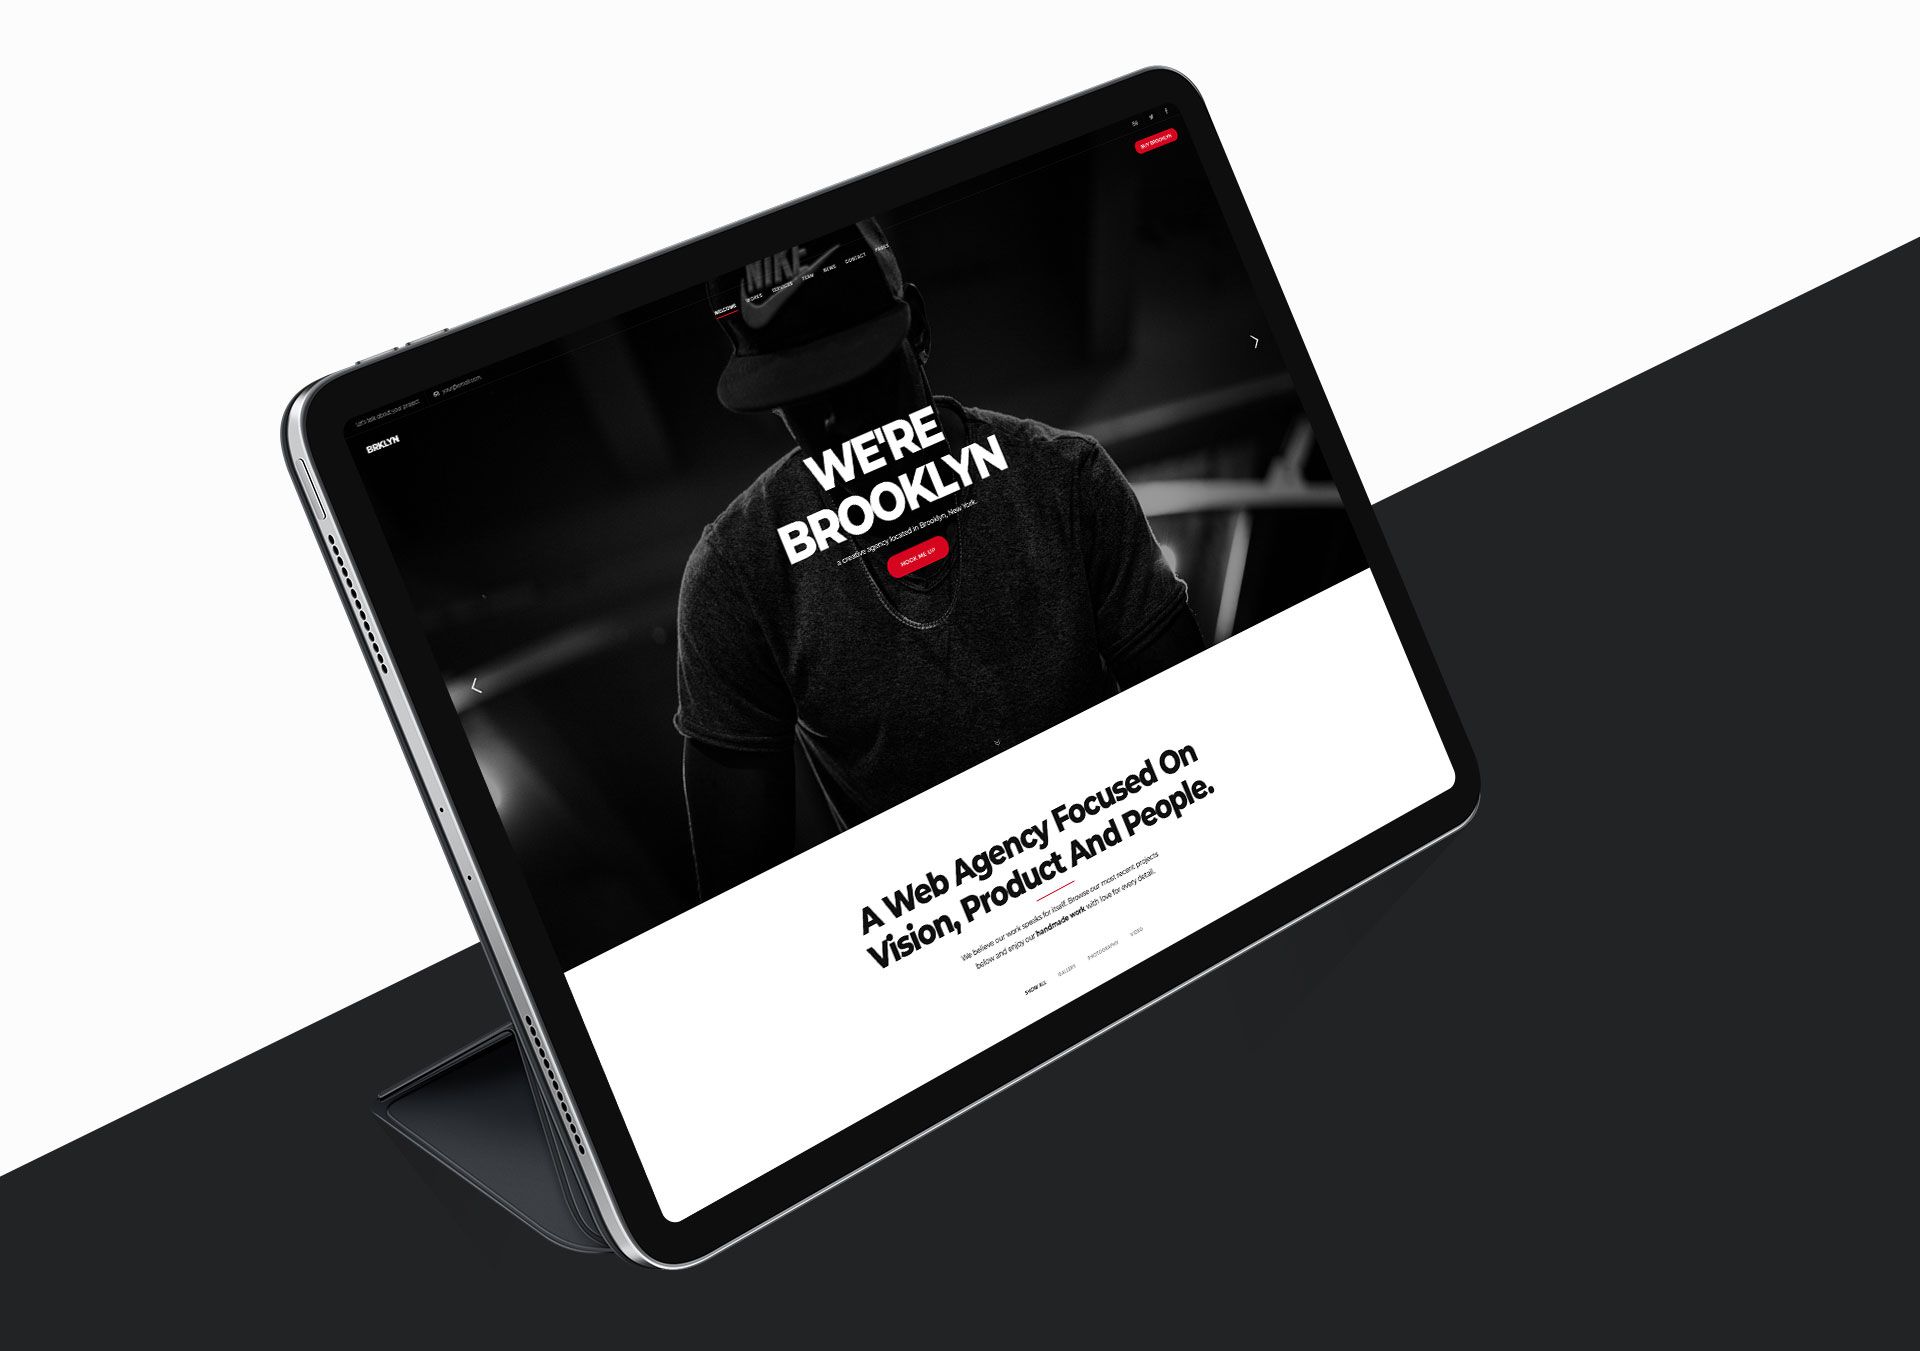 Let's talk about your project
your@email.com
BUY BROOKLYN
BRKLYN
WELCOME WORKS SERVICES TEAM NEWS CONTACT PAGES
NIKE
WE'RE
BROOKLYN
a creative agency located in Brooklyn, New York.
HOOK ME UP
A Web Agency Focused On
Vision, Product And People.
We believe our work speaks for itself. Browse our most recent projects
below and enjoy our handmade work with love for every detail.
SHOW ALL GALLERY PHOTOGRAPHY VIDEO